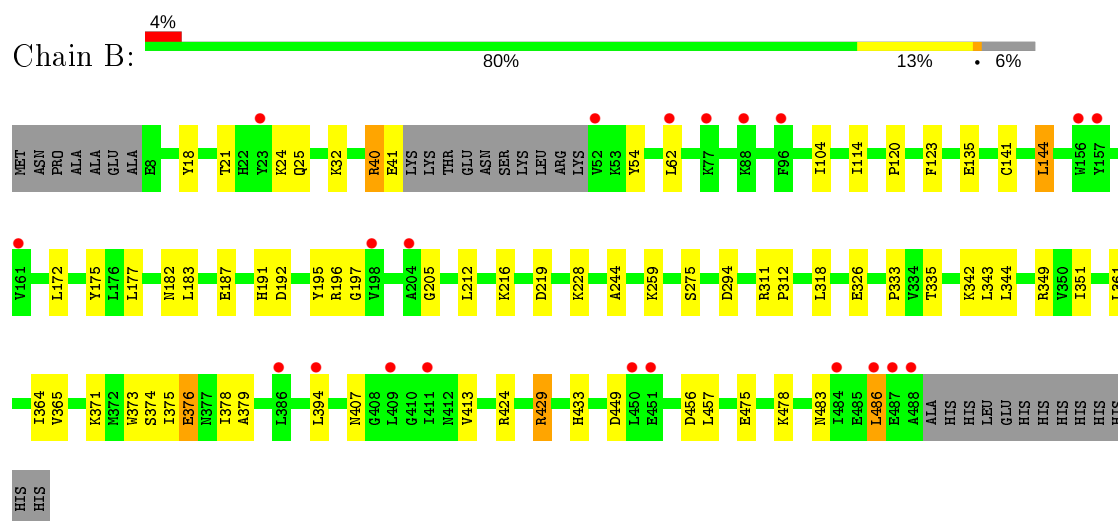 4%
Chain B:
80% 13% • 6%
MET ASN PRO ALA ALA GLU ALA E8 Y18 T21 H22 Y23 K24 Q25 K32 R40 E41 LYS LYS THR GLU ASN SER LYS LEU ARG LYS V52 K53 Y54 L62 K77 K88 F96 I104 I114 P120 F123 E135 C141 L144 W156 Y157
V161 L172 Y175 L176 L177 N182 L183 E187 H191 D192 Y195 R196 G197 V198 A204 G205 L212 K216 D219 K228 A244 K259 S275 D294 R311 P312 L318 E326 P333 V334 T335 K342 L343 L344 R349 V350 I351 L361
I364 V365 K371 M372 W373 S374 I375 E376 N377 I378 A379 L386 L394 N407 G408 L409 G410 I411 N412 V413 R424 R429 H433 D449 L450 E451 D456 L457 E475 K478 N483 I484 E485 L486 E487 A488 ALA HIS HIS LEU GLU HIS HIS HIS HIS HIS HIS
HIS HIS